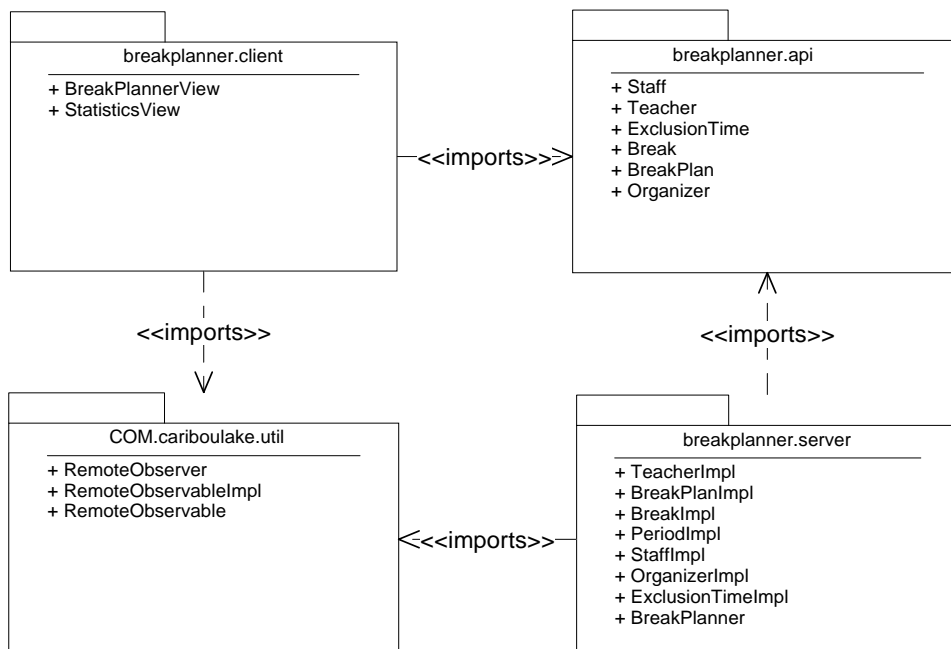 breakplanner.client
+ BreakPlannerView
+ StatisticsView
breakplanner.api
+ Staff
+ Teacher
+ ExclusionTime
+ Break
+ BreakPlan
+ Organizer
<<imports>>
<<imports>>
<<imports>>
COM.cariboulake.util
+ RemoteObserver
+ RemoteObservableImpl
+ RemoteObservable
<<imports>>
breakplanner.server
+ TeacherImpl
+ BreakPlanImpl
+ BreakImpl
+ PeriodImpl
+ StaffImpl
+ OrganizerImpl
+ ExclusionTimeImpl
+ BreakPlanner